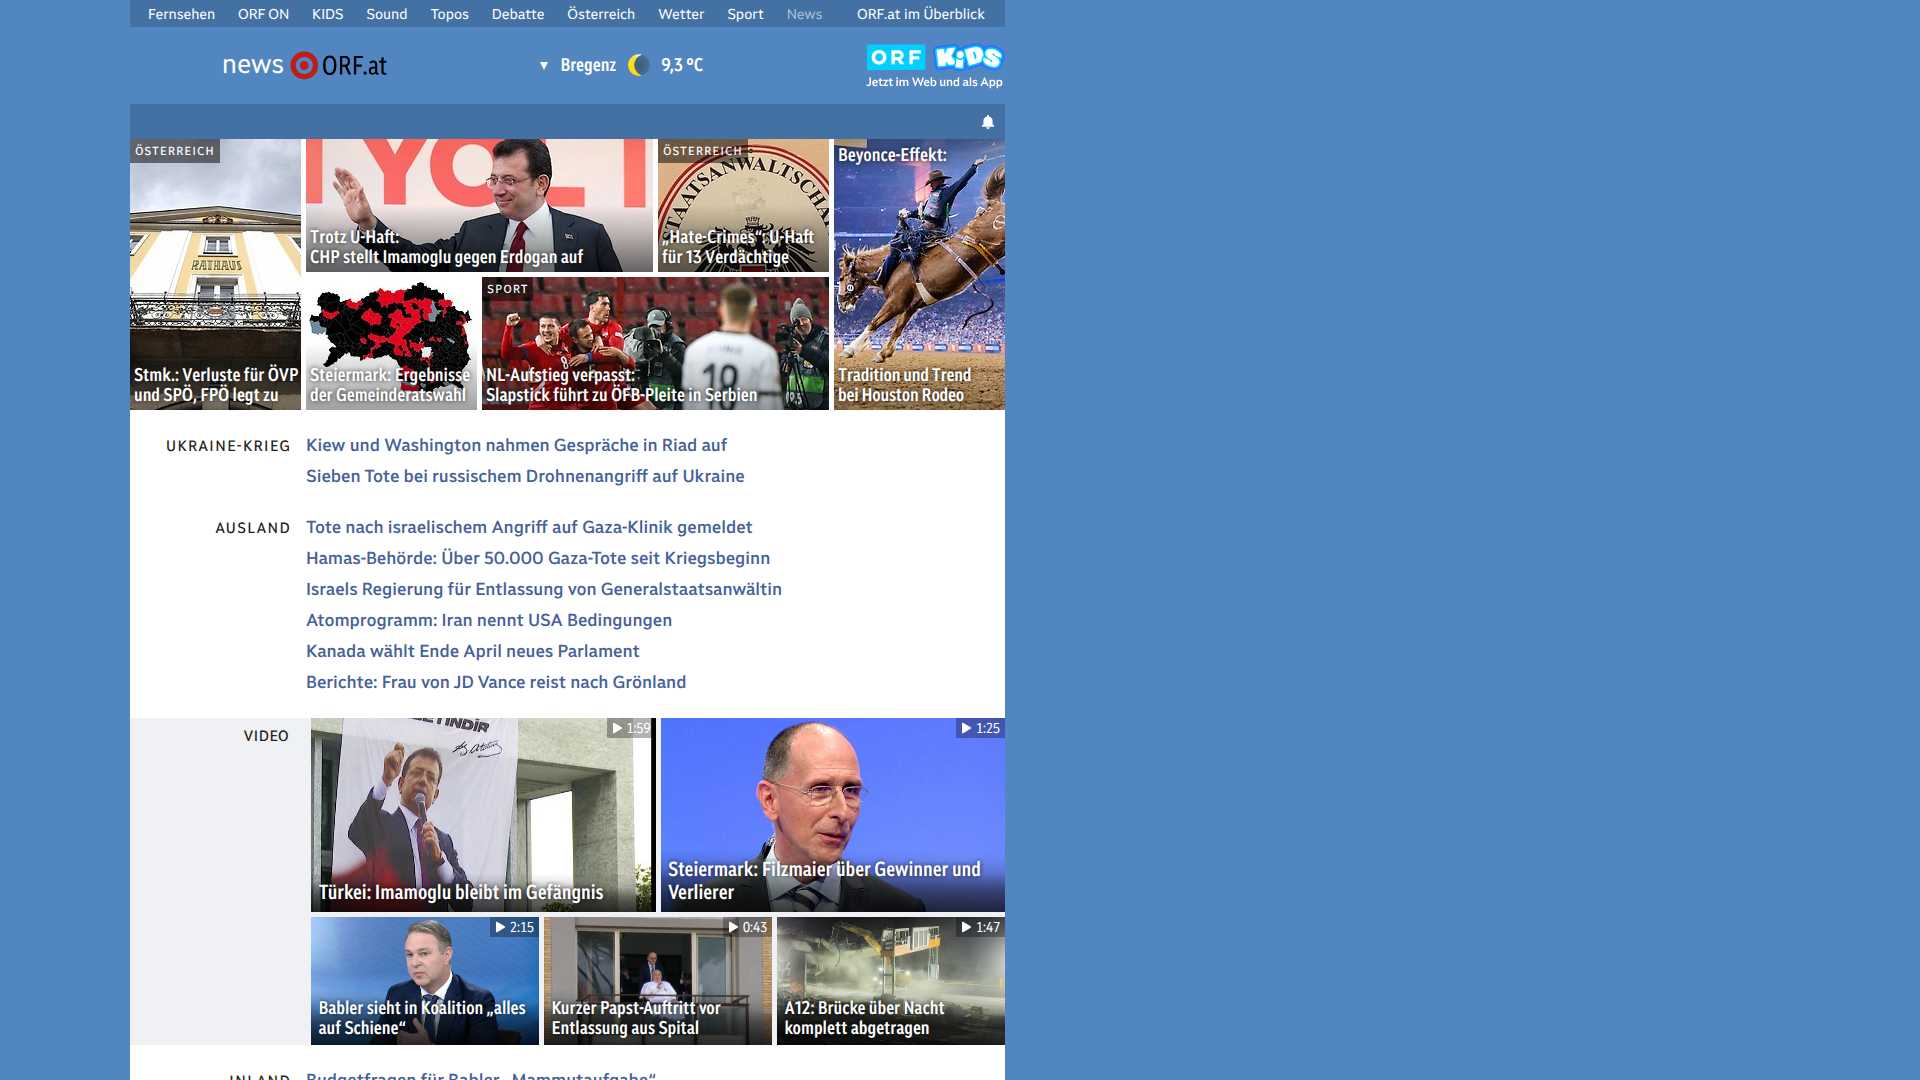 Fernsehen ORF ON KIDS Sound Topos Debatte Österreich Wetter Sport News ORF.at im Überblick
news ORF.at
Bregenz 9,3 °C
ORF KiDS
Jetzt im Web und als App
ÖSTERREICH
RATHAUS
Stmk.: Verluste für ÖVP
und SPÖ, FPÖ legt zu
Trotz U-Haft:
CHP stellt Imamoglu gegen Erdogan auf
ÖSTERREICH
STAATSANWALTSCHA
„Hate-Crimes“: U-Haft
für 13 Verdächtige
Beyonce-Effekt:
Tradition und Trend
bei Houston Rodeo
Steiermark: Ergebnisse
der Gemeinderatswahl
SPORT
10
NL-Aufstieg verpasst:
Slapstick führt zu ÖFB-Pleite in Serbien
UKRAINE-KRIEG
Kiew und Washington nahmen Gespräche in Riad auf
Sieben Tote bei russischem Drohnenangriff auf Ukraine
AUSLAND
Tote nach israelischem Angriff auf Gaza-Klinik gemeldet
Hamas-Behörde: Über 50.000 Gaza-Tote seit Kriegsbeginn
Israels Regierung für Entlassung von Generalstaatsanwältin
Atomprogramm: Iran nennt USA Bedingungen
Kanada wählt Ende April neues Parlament
Berichte: Frau von JD Vance reist nach Grönland
VIDEO
1:59
Türkei: Imamoglu bleibt im Gefängnis
1:25
Steiermark: Filzmaier über Gewinner und
Verlierer
2:15
Babler sieht in Koalition „alles
auf Schiene“
0:43
Kurzer Papst-Auftritt vor
Entlassung aus Spital
1:47
A12: Brücke über Nacht
komplett abgetragen
INLAND
Budgetfragen für Babler „Mammutaufgabe“